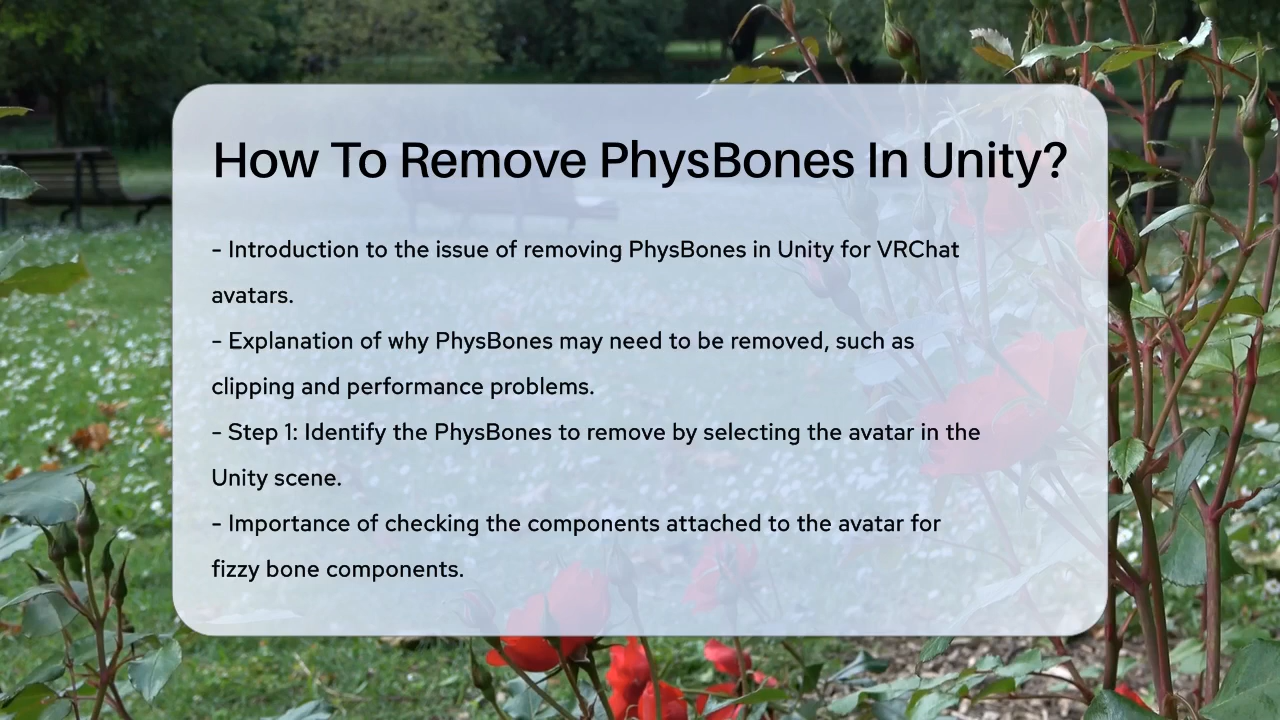 How To Remove PhysBones In Unity?
- Introduction to the issue of removing PhysBones in Unity for VRChat
avatars.
- Explanation of why PhysBones may need to be removed, such as
clipping and performance problems.
- Step 1: Identify the PhysBones to remove by selecting the avatar in the
Unity scene.
- Importance of checking the components attached to the avatar for
fizzy bone components.